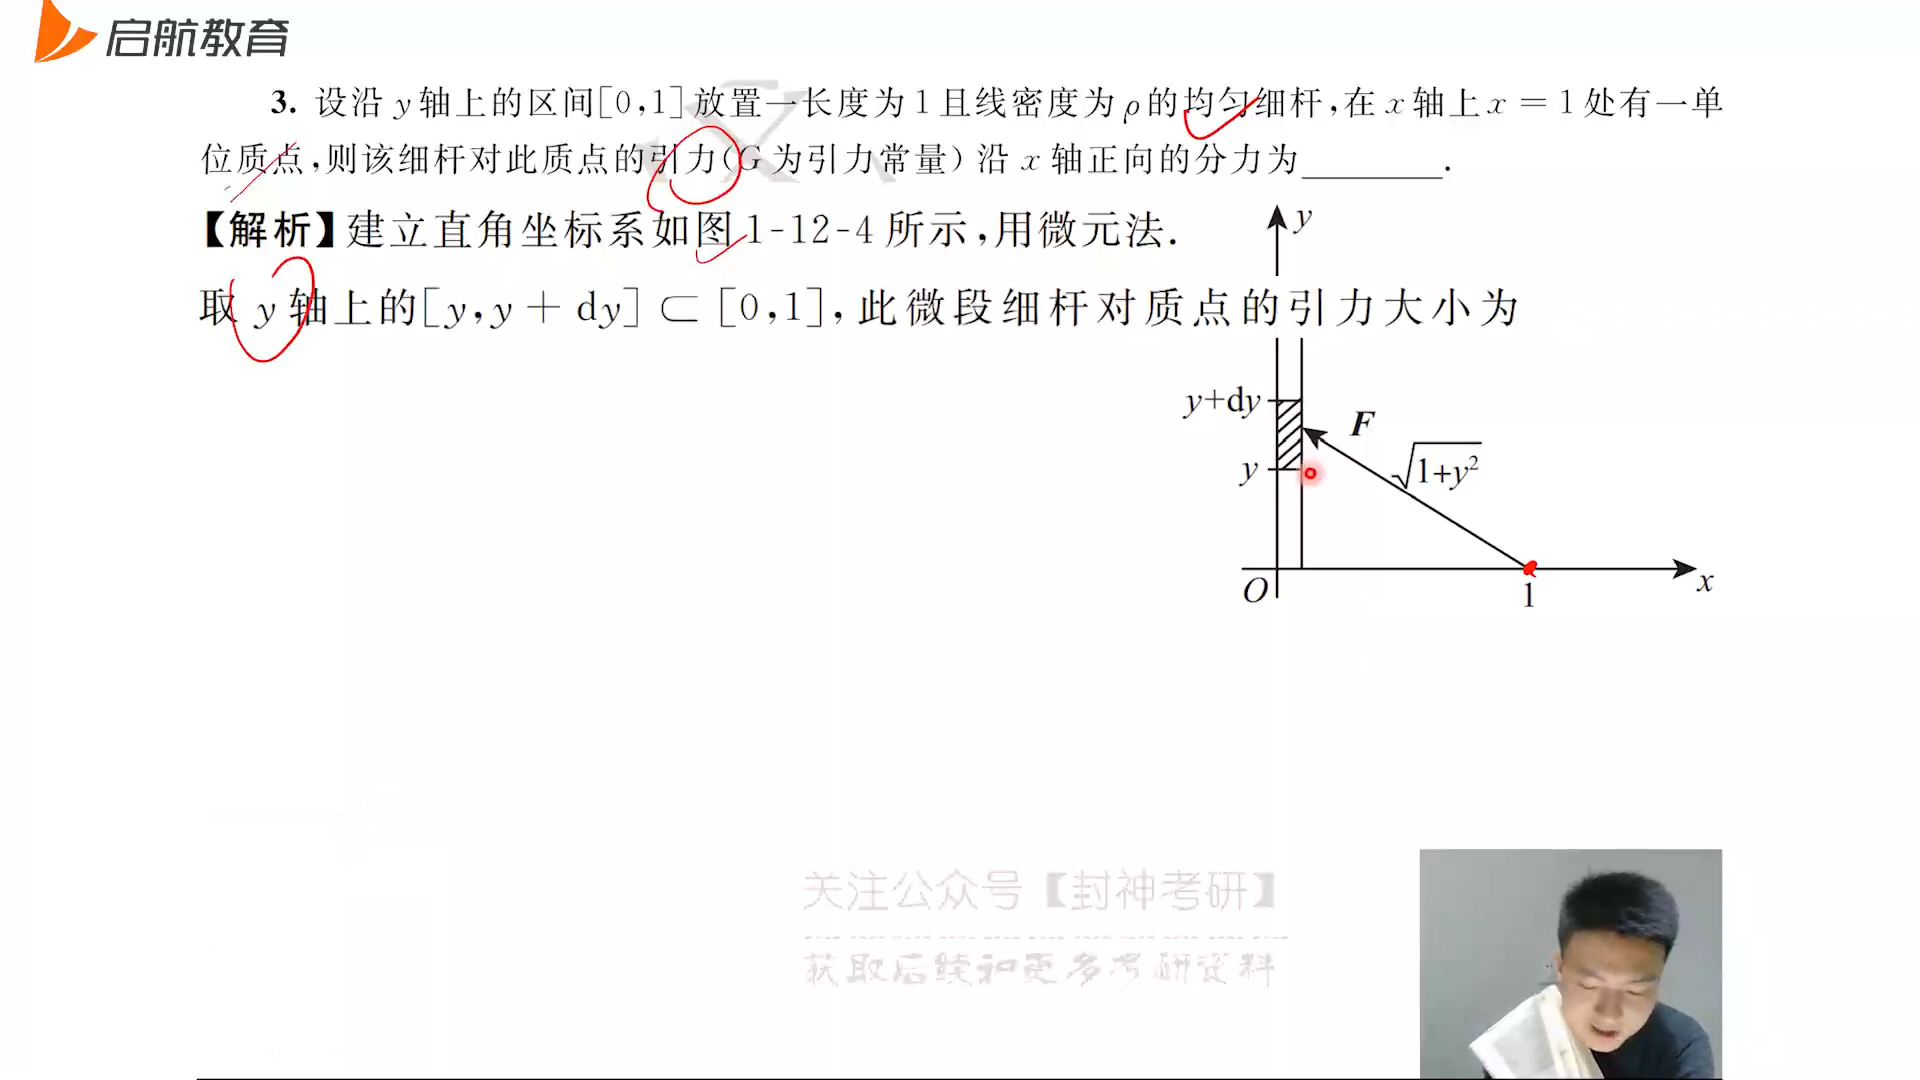 启航教育
3. 设沿 y 轴上的区间[0,1]放置一长度为1且线密度为ρ的均匀细杆,在 x 轴上 x = 1 处有一单
位质点,则该细杆对此质点的引力(G 为引力常量)沿 x 轴正向的分力为________.
【解析】建立直角坐标系如图 1-12-4 所示,用微元法.
y
取 y 轴上的[y,y + dy] ⊂ [0,1],此微段细杆对质点的引力大小为
y+dy
F
√1+y²
y
O
1
x
关注公众号【封神考研】
获取后续和更多考研资料